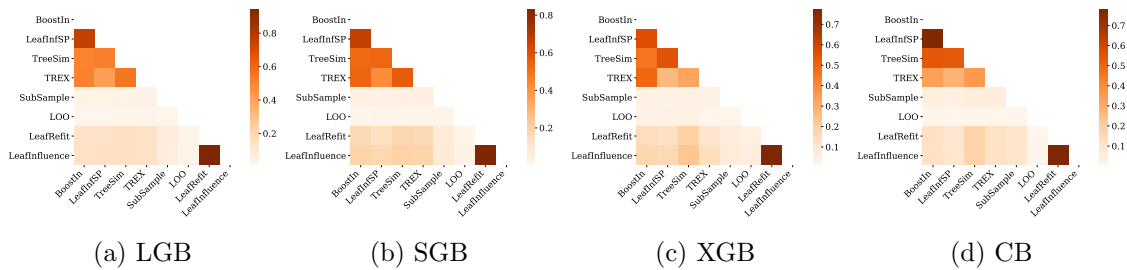 BoostIn
LeafInfSP
TreeSim
TREX
SubSample
LOO
LeafRefit
LeafInfluence
BoostIn
LeafInfSP
TreeSim
TREX
SubSample
LOO
LeafRefit
LeafInfluence
0.8
0.6
0.4
0.2
(a) LGB
BoostIn
LeafInfSP
TreeSim
TREX
SubSample
LOO
LeafRefit
LeafInfluence
BoostIn
LeafInfSP
TreeSim
TREX
SubSample
LOO
LeafRefit
LeafInfluence
0.8
0.6
0.4
0.2
(b) SGB
BoostIn
LeafInfSP
TreeSim
TREX
SubSample
LOO
LeafRefit
LeafInfluence
BoostIn
LeafInfSP
TreeSim
TREX
SubSample
LOO
LeafRefit
LeafInfluence
0.7
0.6
0.5
0.4
0.3
0.2
0.1
(c) XGB
BoostIn
LeafInfSP
TreeSim
TREX
SubSample
LOO
LeafRefit
LeafInfluence
BoostIn
LeafInfSP
TreeSim
TREX
SubSample
LOO
LeafRefit
LeafInfluence
0.7
0.6
0.5
0.4
0.3
0.2
0.1
(d) CB